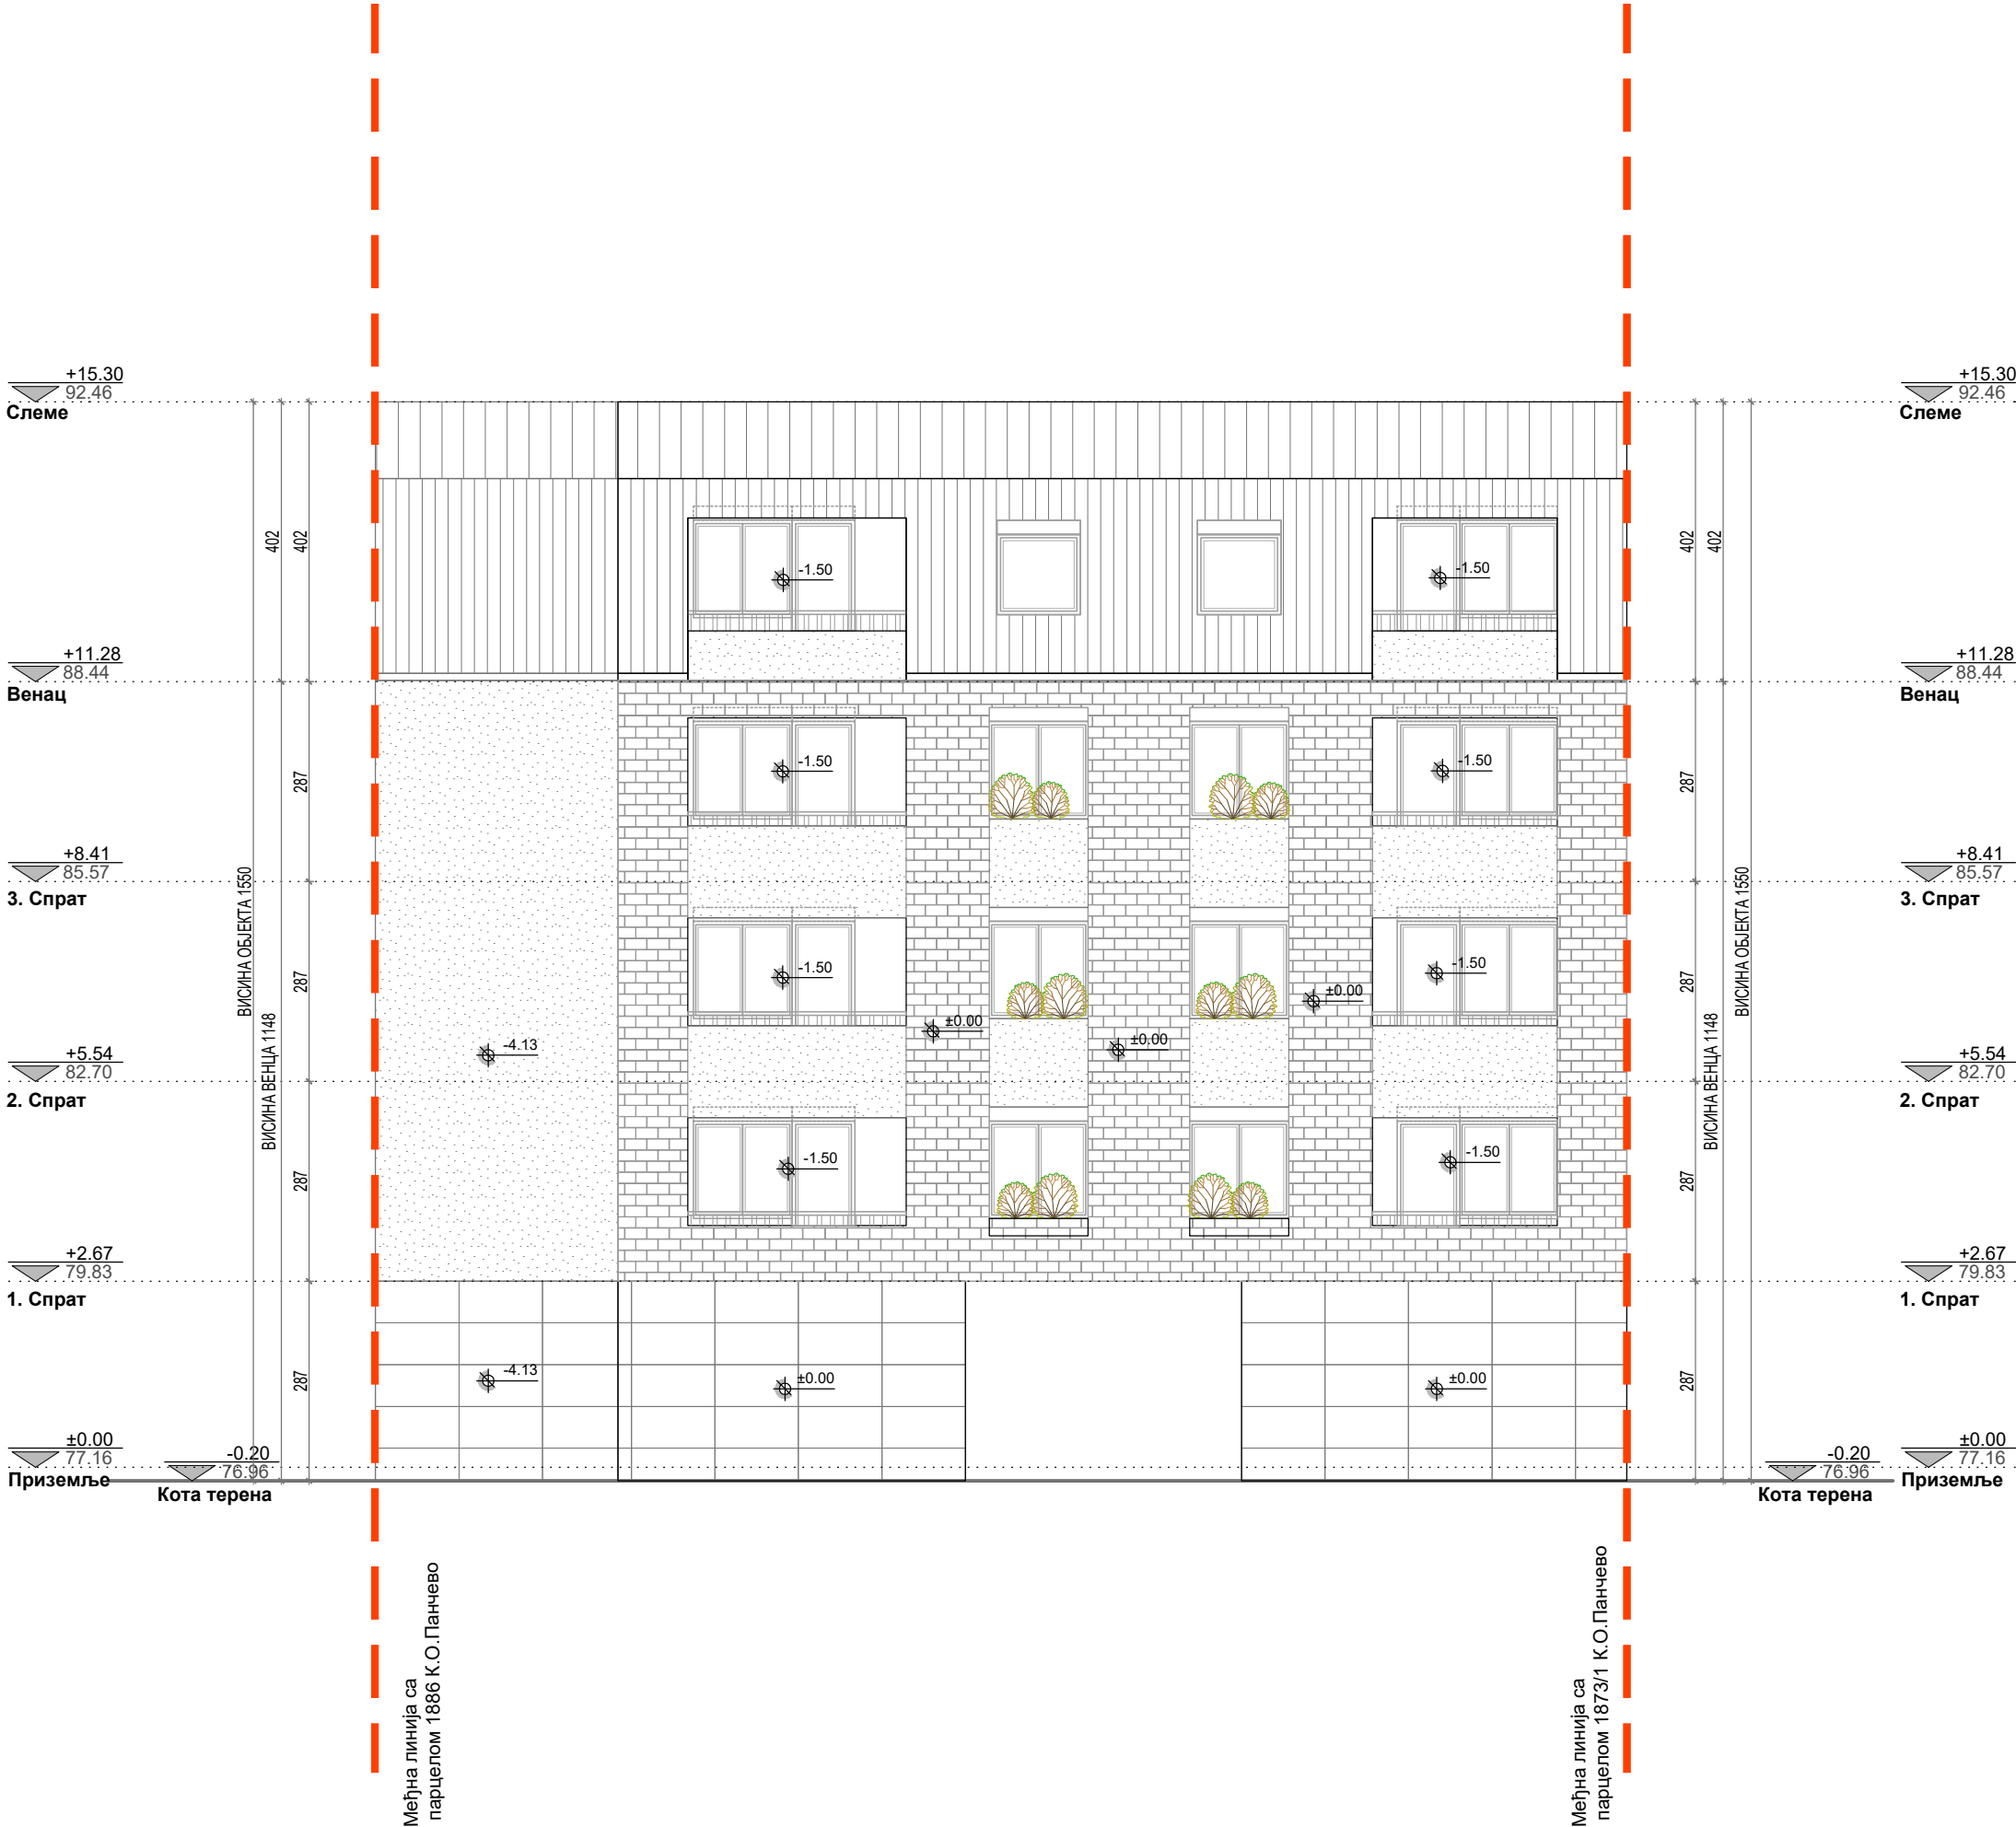 +15.30
92.46
Слеме
+11.28
88.44
Венац
+8.41
85.57
3. Спрат
+5.54
82.70
2. Спрат
+2.67
79.83
1. Спрат
±0.00
77.16
Приземље
-0.20
76.96
Кота терена
ВИСИНА ОБЈЕКТА 1550
402
ВИСИНА ВЕНЦА 1148
402
287
287
287
287
-1.50
-1.50
-1.50
-1.50
-1.50
-1.50
±0.00
±0.00
±0.00
-4.13
-1.50
-1.50
-4.13
±0.00
±0.00
Међна линија са
парцелом 1886 К.О.Панчево
Међна линија са
парцелом 1873/1 К.О.Панчево
402
287
287
287
287
402
ВИСИНА ВЕНЦА 1148
ВИСИНА ОБЈЕКТА 1550
+15.30
92.46
Слеме
+11.28
88.44
Венац
+8.41
85.57
3. Спрат
+5.54
82.70
2. Спрат
+2.67
79.83
1. Спрат
-0.20
76.96
Кота терена
±0.00
77.16
Приземље